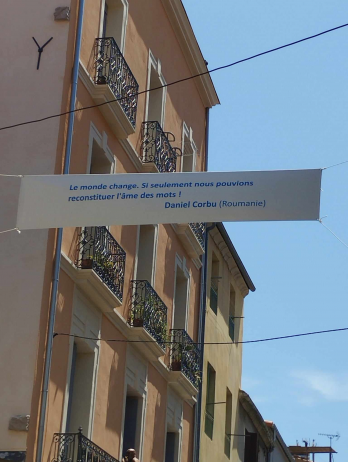 Le monde change. Si seulement nous pouvions
reconstituer l'âme des mots !
Daniel Corbu (Roumanie)